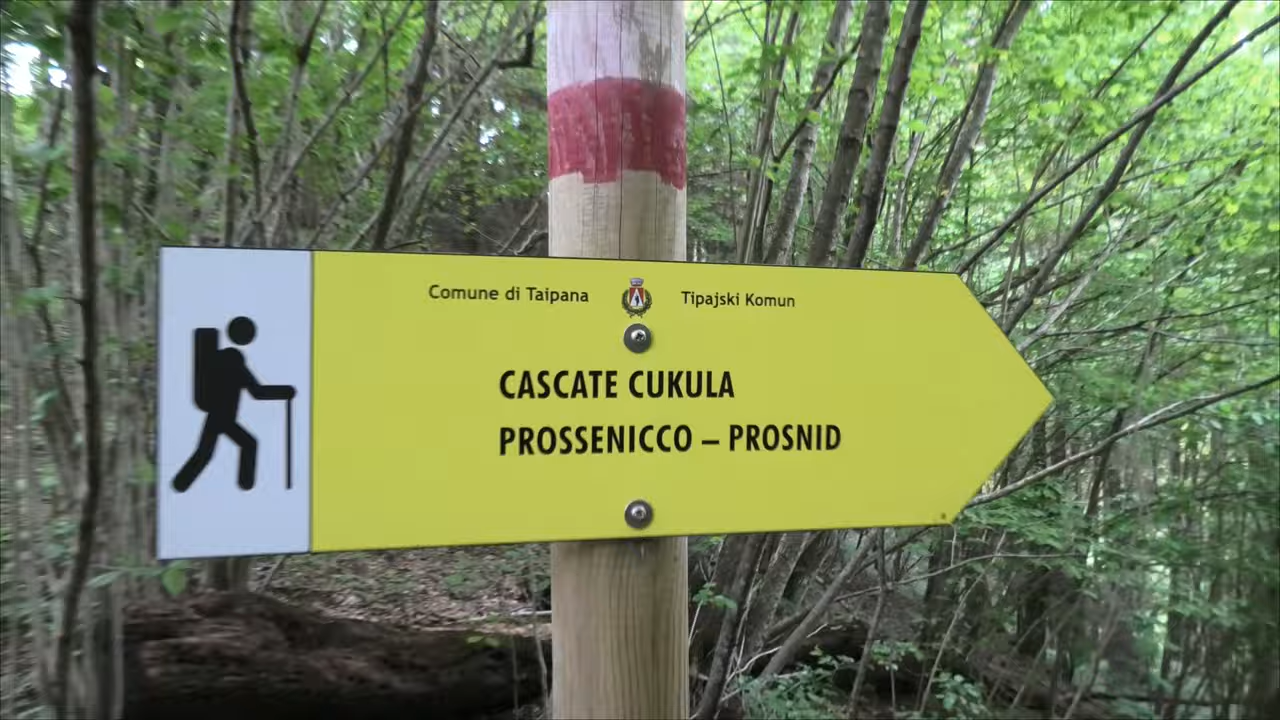 Comune di Taipana Tipajski Komun
CASCATE CUKULA
PROSSENICCO – PROSNID